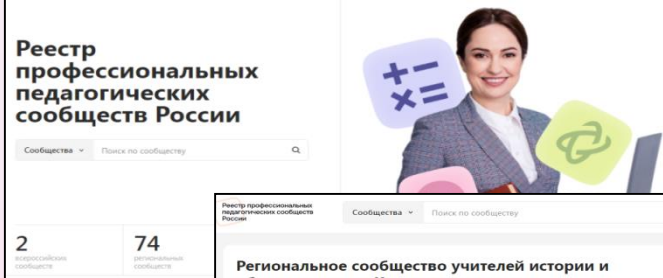 Реестр
профессиональных
педагогических
сообществ России
Сообщества
Поиск по сообществу
2
всероссийских
сообществ
74
региональных
сообществ
Реестр профессиональных
педагогических сообществ
России
Сообщества
Поиск по сообществу
Региональное сообщество учителей истории и